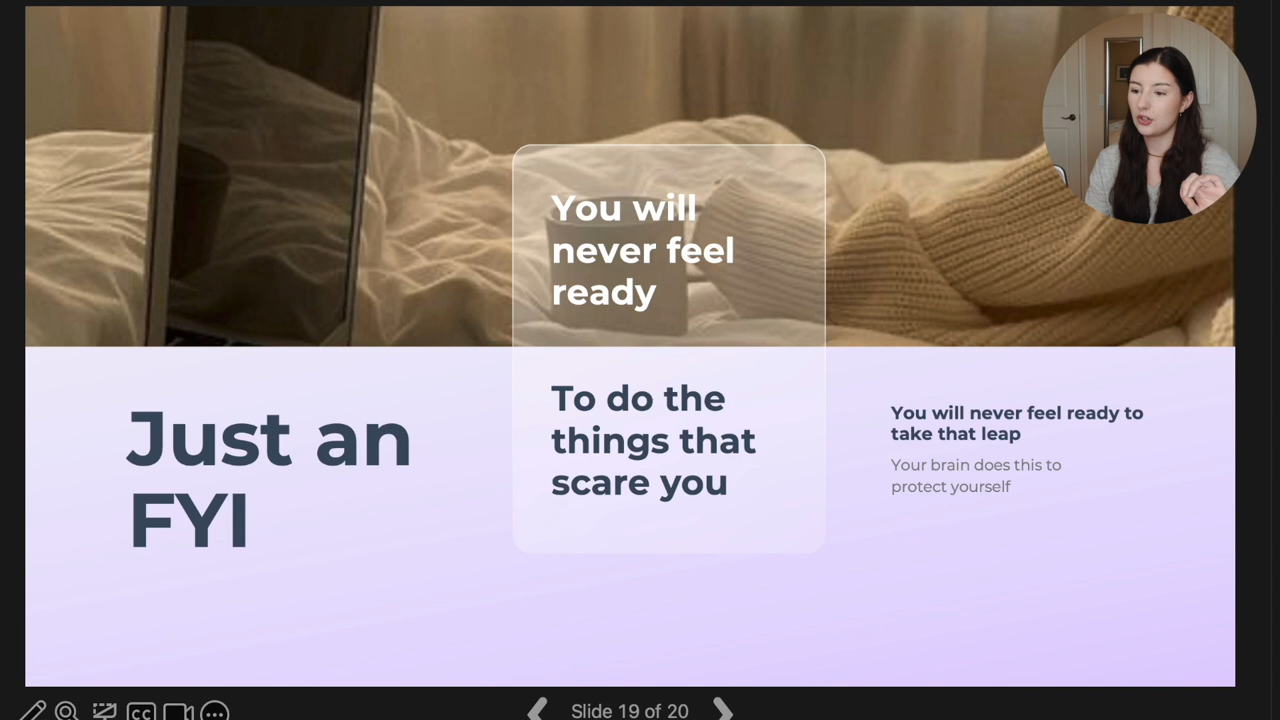 You will
never feel
ready
Just an
FYI
To do the
things that
scare you
You will never feel ready to
take that leap
Your brain does this to
protect yourself
CC
Slide 19 of 20